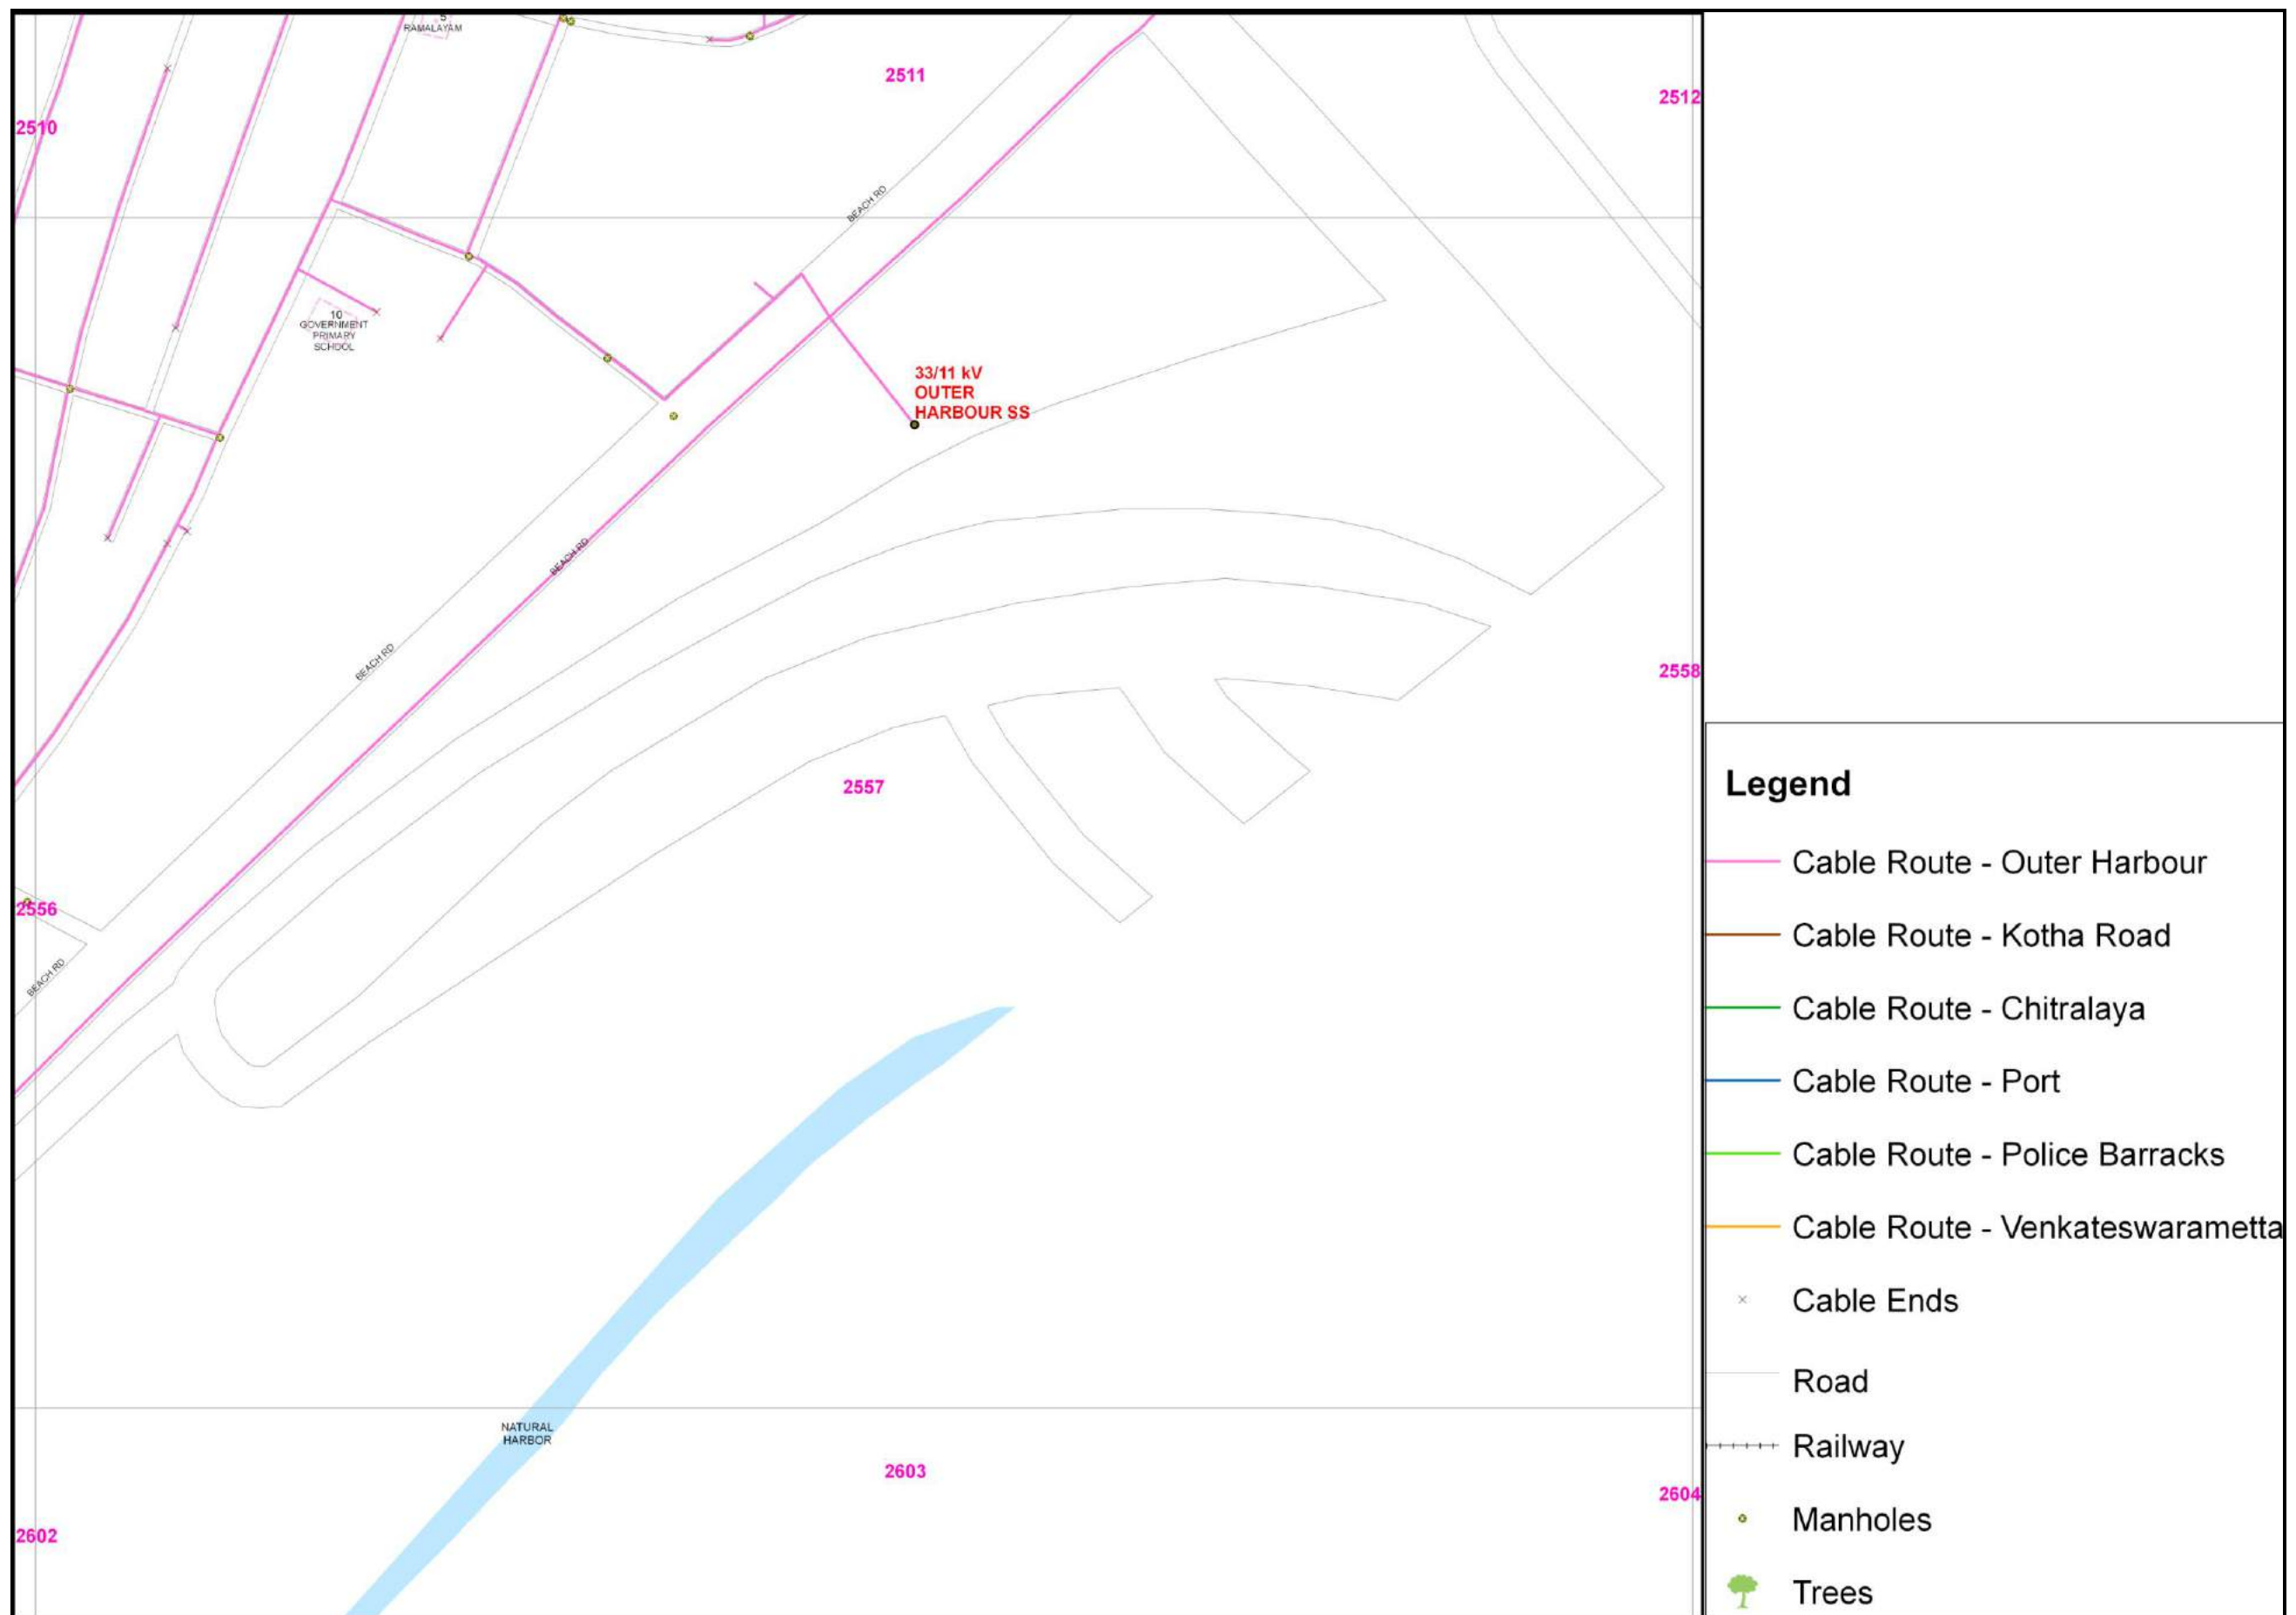 5
RAMALAYAM
2511
2512
2510
BEACH RD
10
GOVERNMENT
PRIMARY
SCHOOL
33/11 kV
OUTER
HARBOUR SS
BEACH RD
BEACH RD
2558
2557
2556
BEACH RD
NATURAL
HARBOR
2603
2604
2602
Legend
Cable Route - Outer Harbour
Cable Route - Kotha Road
Cable Route - Chitralaya
Cable Route - Port
Cable Route - Police Barracks
Cable Route - Venkateswarametta
Cable Ends
Road
Railway
Manholes
Trees